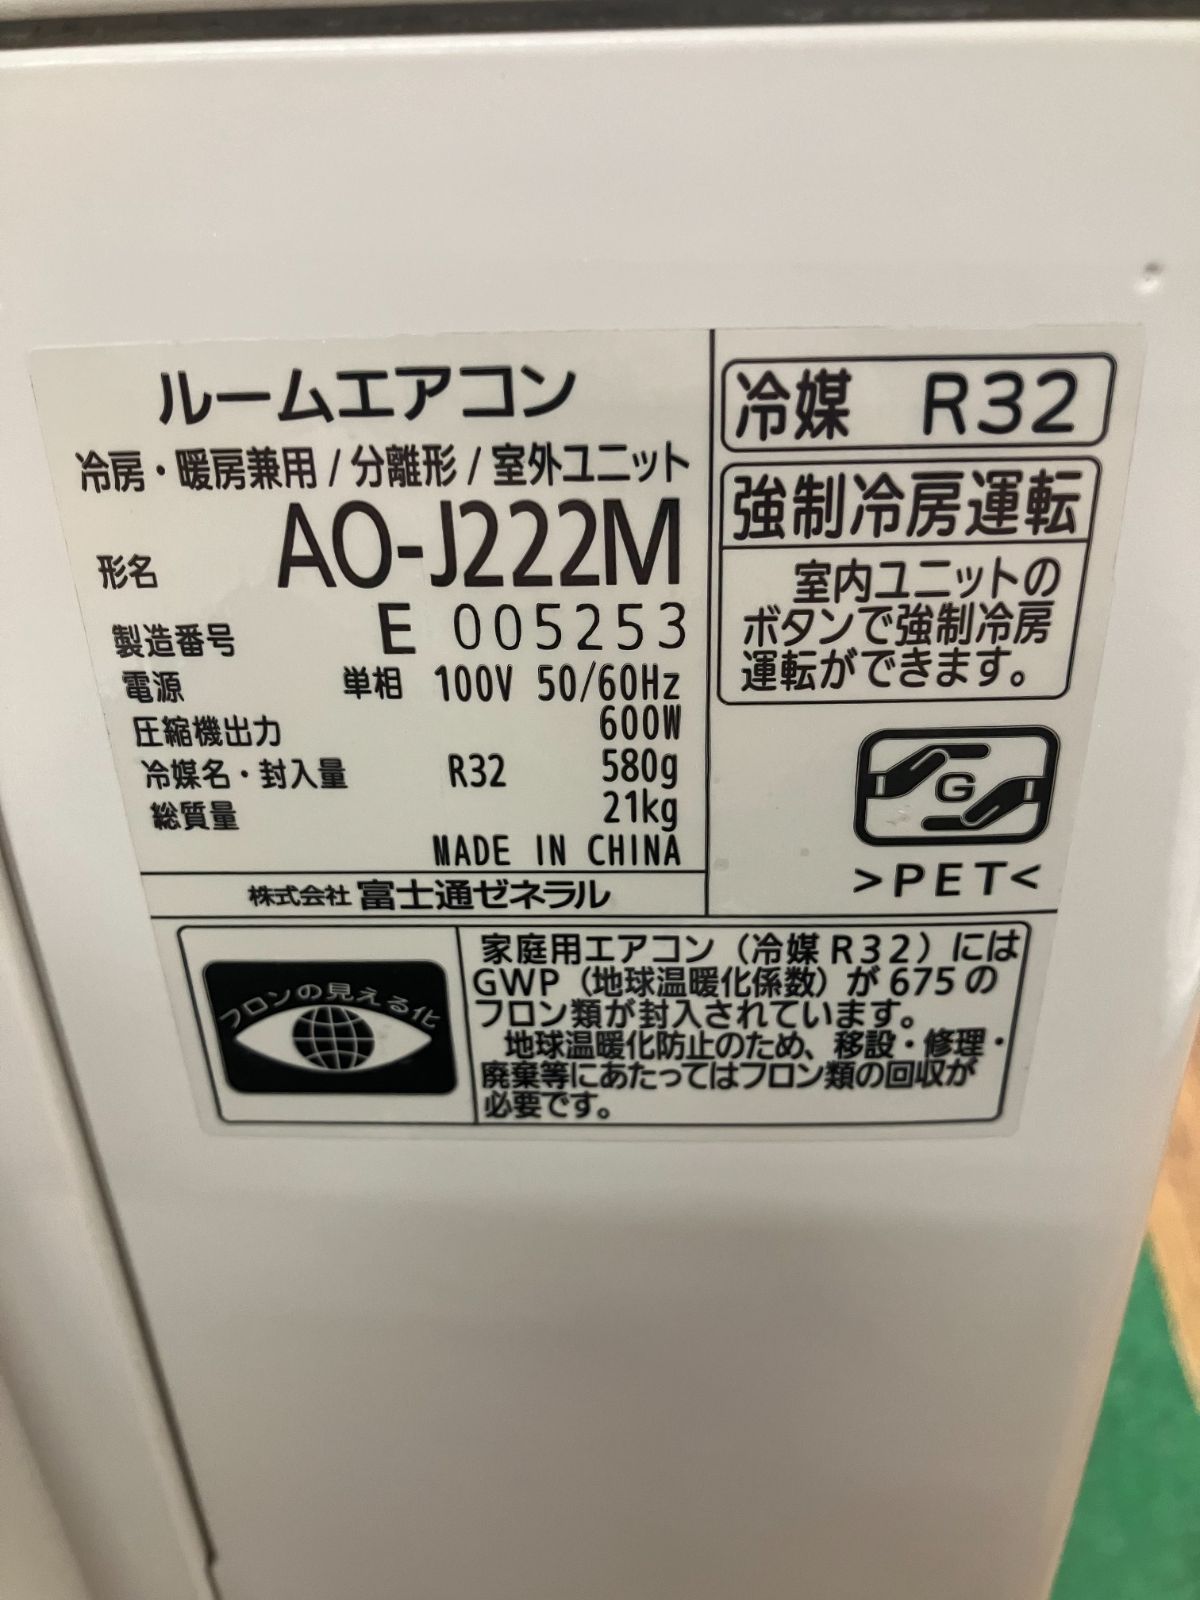 ルームエアコン
冷房・暖房兼用/分離形/室外ユニット
形名 AO-J222M
製造番号 E 005253
電源 単相 100V 50/60Hz
圧縮機出力 600W
冷媒名・封入量 R32 580g
総質量 21kg
MADE IN CHINA
株式会社 富士通ゼネラル
冷媒 R32
強制冷房運転
室内ユニットの
ボタンで強制冷房
運転ができます。
G
>PET<
フロンの見える化
家庭用エアコン（冷媒R32）には
GWP（地球温暖化係数）が675の
フロン類が封入されています。
地球温暖化防止のため、移設・修理・
廃棄等にあたってはフロン類の回収が
必要です。